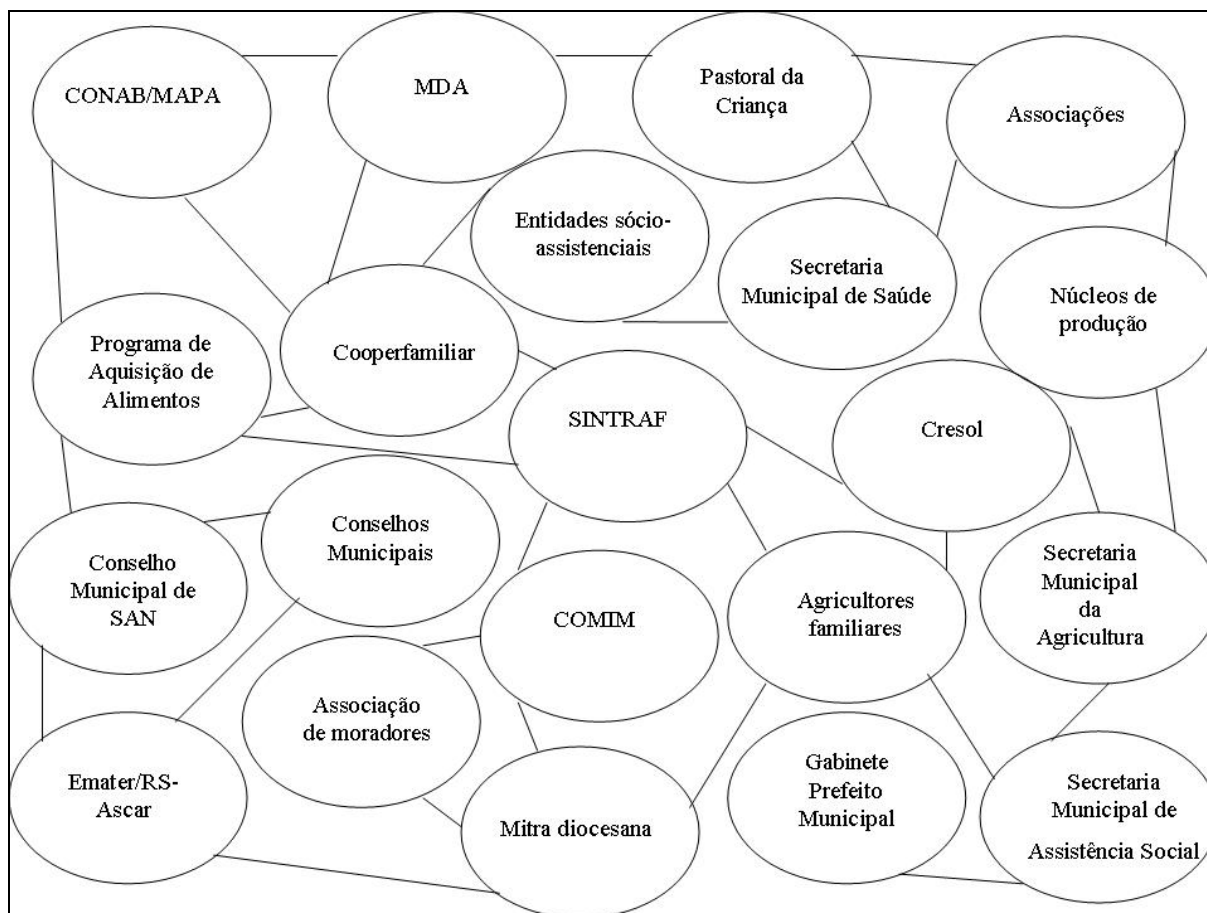 CONAB/MAPA
MDA
Pastoral da
Criança
Associações
Entidades sócio-
assistenciais
Secretaria
Municipal de Saúde
Núcleos de
produção
Programa de
Aquisição de
Alimentos
Cooperfamiliar
SINTRAF
Cresol
Conselho
Municipal de
SAN
Conselhos
Municipais
COMIM
Agricultores
familiares
Secretaria
Municipal
da
Agricultura
Associação
de moradores
Emater/RS-
Ascar
Mitra diocesana
Gabinete
Prefeito
Municipal
Secretaria
Municipal de
Assistência Social